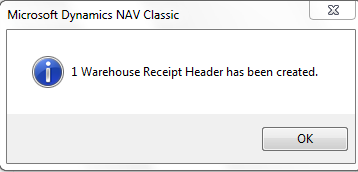 Microsoft Dynamics NAV Classic
1 Warehouse Receipt Header has been created.
OK